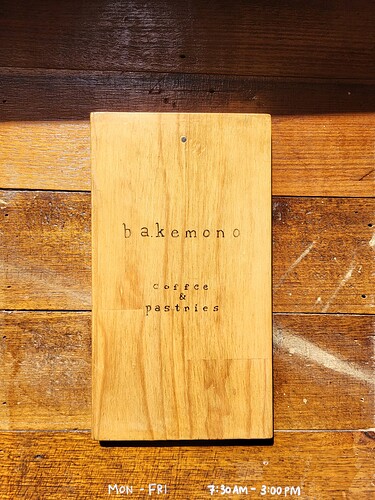 bakemono
coffee
&
pastries
MON - FRI 7:30AM - 3:00PM